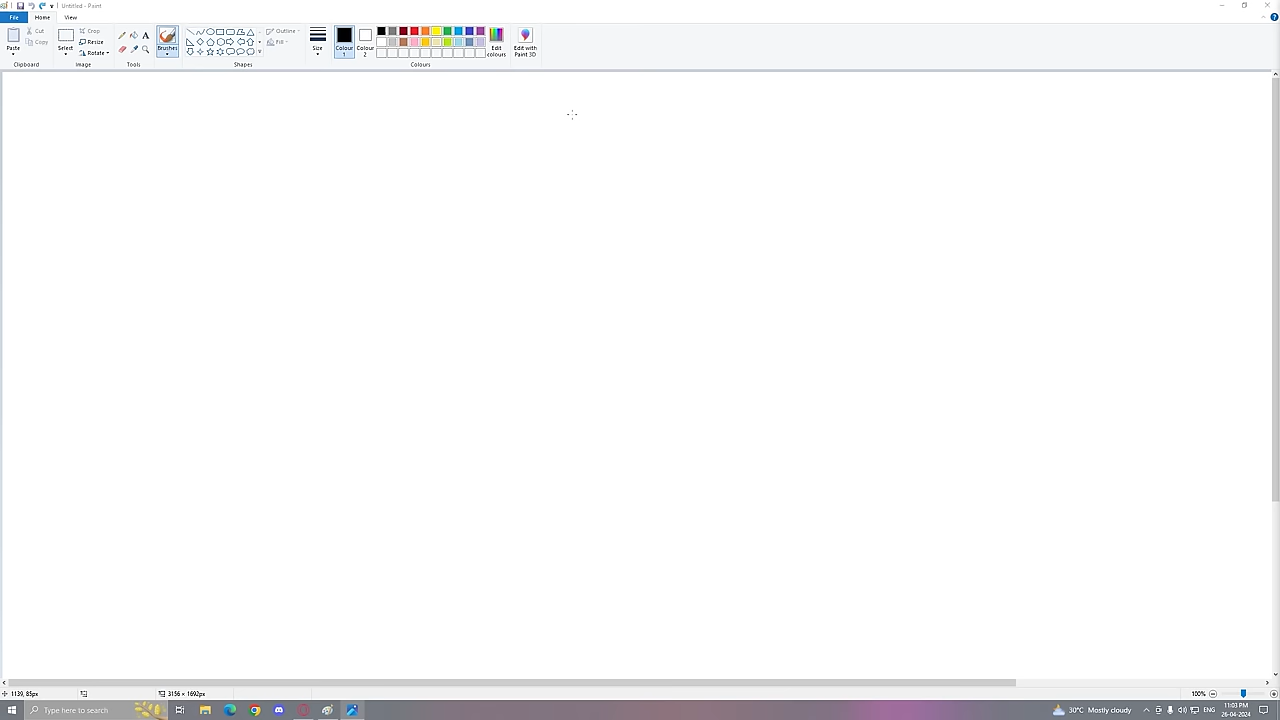 Untitled - Paint
File Home View
Paste Cut Copy Select Crop Resize Rotate Brushes Outline Fill Size Colour 1 Colour 2 Edit colours Edit with Paint 3D
Clipboard Image Tools Shapes Colours
1139, 85px 3156 × 1692px 100%
Type here to search 30°C Mostly cloudy ENG 11:03 PM 26-04-2024